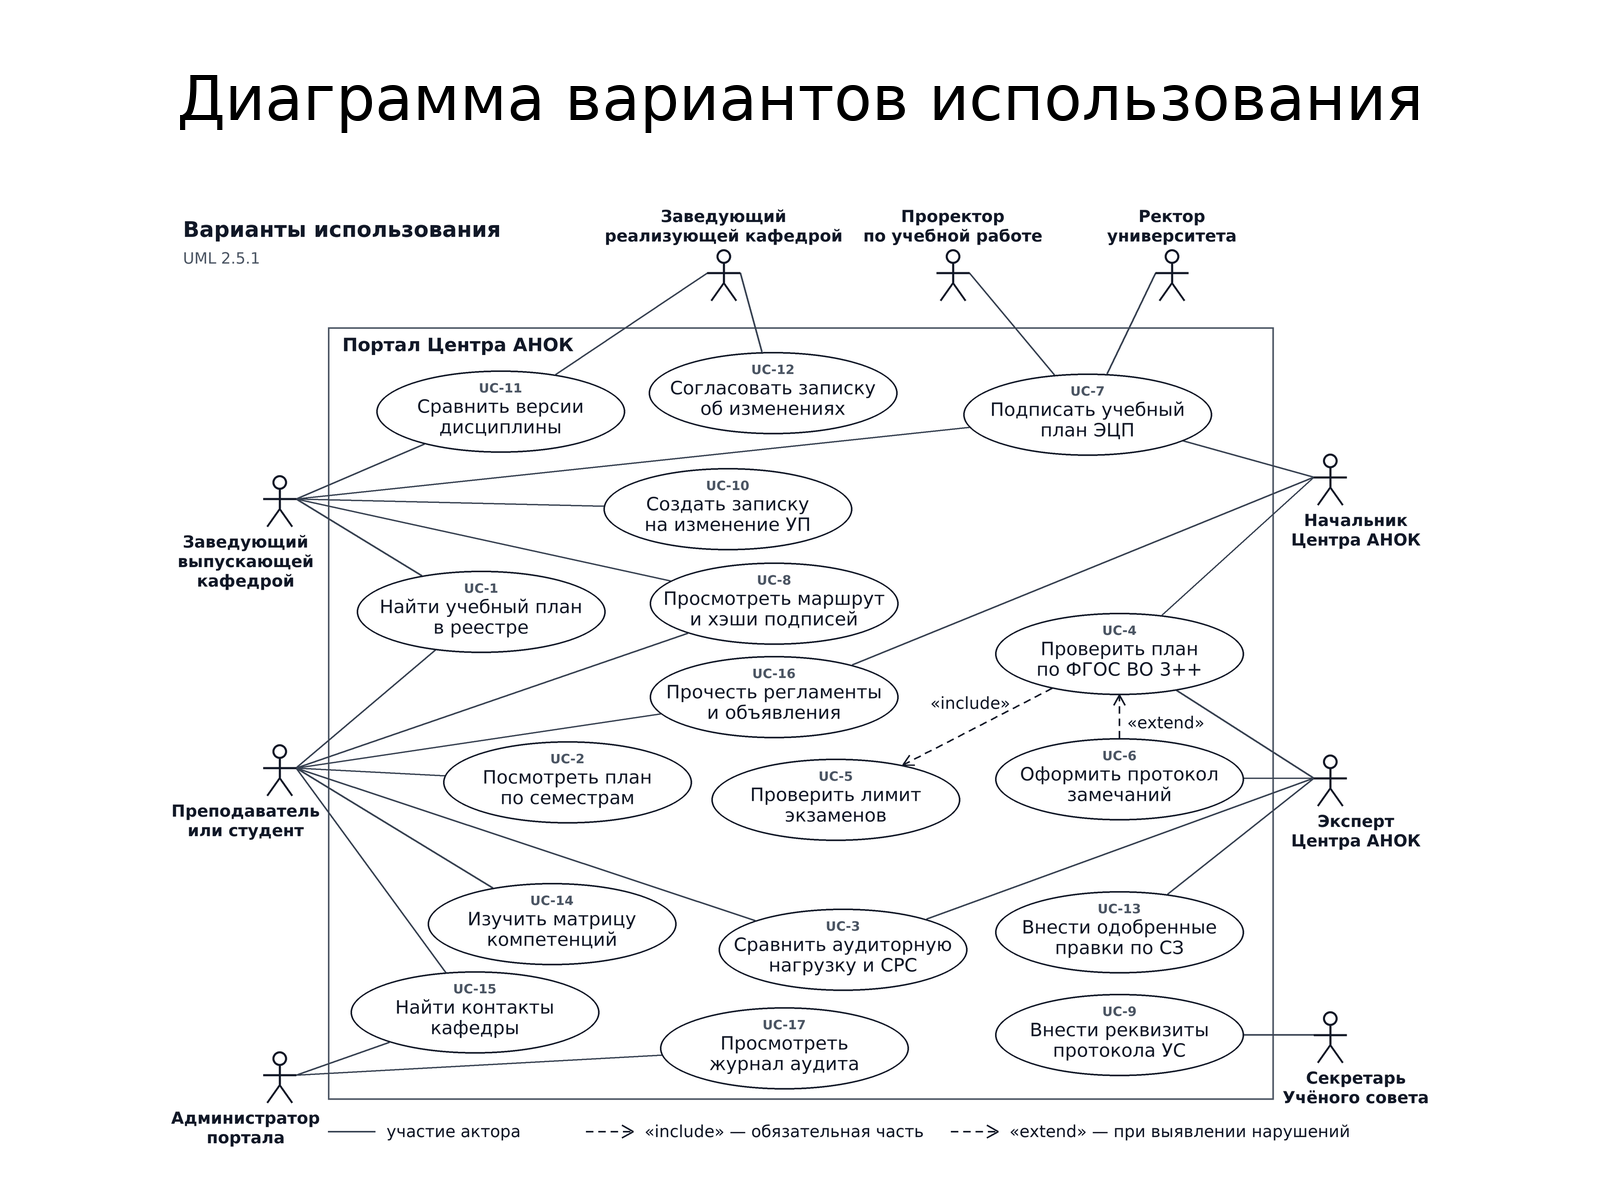 Диаграмма вариантов использования
Варианты использования
UML 2.5.1
Заведующий
реализующей кафедрой
Проректор
по учебной работе
Ректор
университета
Портал Центра АНОК
UC-11
Сравнить версии
дисциплины
UC-12
Согласовать записку
об изменениях
UC-7
Подписать учебный
план ЭЦП
Заведующий
выпускающей
кафедрой
UC-10
Создать записку
на изменение УП
Начальник
Центра АНОК
UC-1
Найти учебный план
в реестре
UC-8
Просмотреть маршрут
и хэши подписей
UC-4
Проверить план
по ФГОС ВО 3++
UC-16
Прочесть регламенты
и объявления
«include»
«extend»
UC-2
Посмотреть план
по семестрам
UC-5
Проверить лимит
экзаменов
UC-6
Оформить протокол
замечаний
Преподаватель
или студент
Эксперт
Центра АНОК
UC-14
Изучить матрицу
компетенций
UC-3
Сравнить аудиторную
нагрузку и СРС
UC-13
Внести одобренные
правки по СЗ
UC-15
Найти контакты
кафедры
UC-17
Просмотреть
журнал аудита
UC-9
Внести реквизиты
протокола УС
Секретарь
Учёного совета
Администратор
портала
участие актора
«include» — обязательная часть
«extend» — при выявлении нарушений